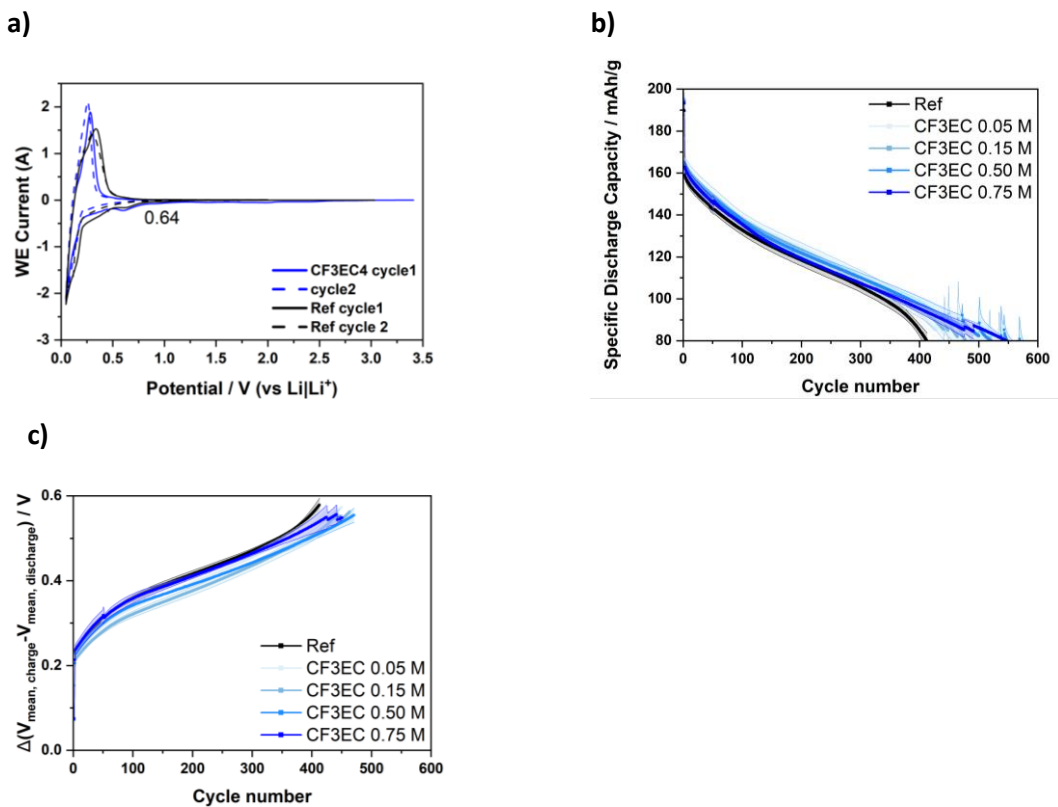 a)
WE Current (A)
2
1
0
-1
-2
-3
0.64
CF3EC4 cycle1
cycle2
Ref cycle1
Ref cycle 2
0.0 0.5 1.0 1.5 2.0 2.5 3.0 3.5
Potential / V (vs Li|Li⁺)
b)
Specific Discharge Capacity / mAh/g
200
180
160
140
120
100
80
Ref
CF3EC 0.05 M
CF3EC 0.15 M
CF3EC 0.50 M
CF3EC 0.75 M
0 100 200 300 400 500 600
Cycle number
c)
Δ(V_mean, charge-V_mean, discharge) / V
0.6
0.4
0.2
0.0
Ref
CF3EC 0.05 M
CF3EC 0.15 M
CF3EC 0.50 M
CF3EC 0.75 M
0 100 200 300 400 500 600
Cycle number